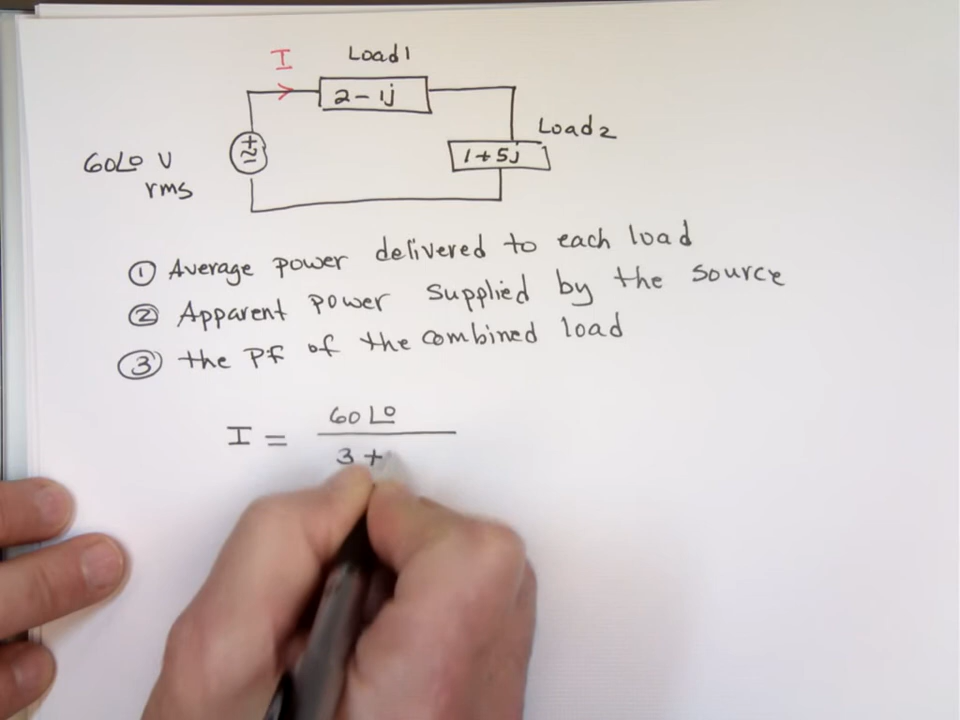 I
Load1
2-1j
Load2
60∠0 V
rms
1+5j
① Average power delivered to each load
② Apparent power supplied by the source
③ the Pf of the combined load
60∠0
I =
3 +